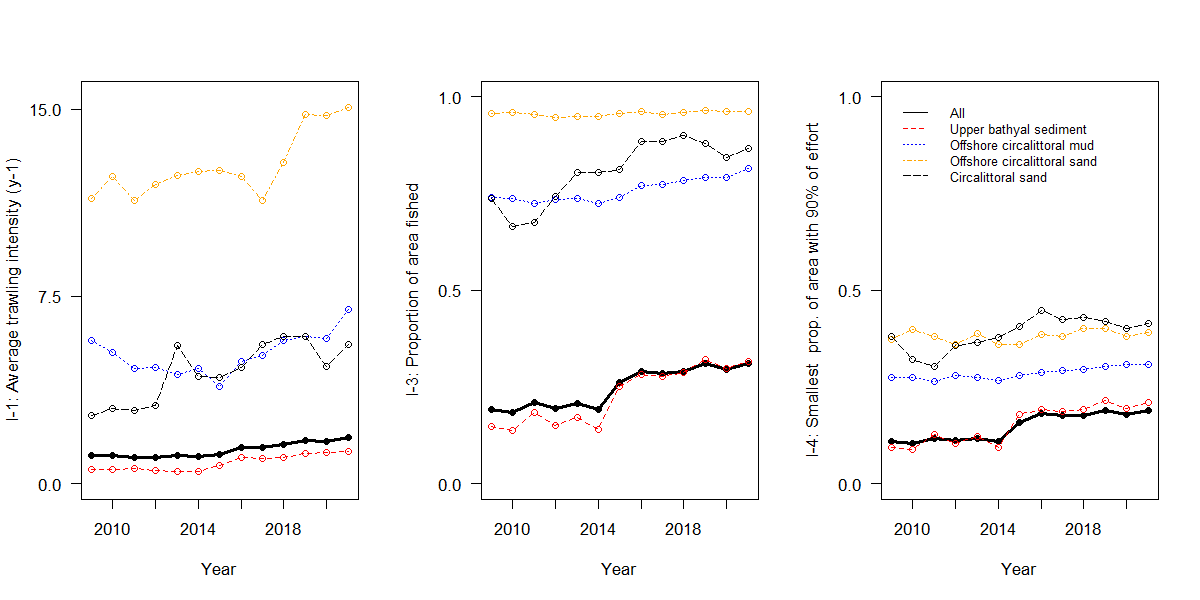 I-1: Average trawling intensity (y-1)
15.0
7.5
0.0
2010 2014 2018
Year
I-3: Proportion of area fished
1.0
0.5
0.0
2010 2014 2018
Year
I-4: Smallest prop. of area with 90% of effort
1.0
0.5
0.0
2010 2014 2018
Year
All
Upper bathyal sediment
Offshore circalittoral mud
Offshore circalittoral sand
Circalittoral sand